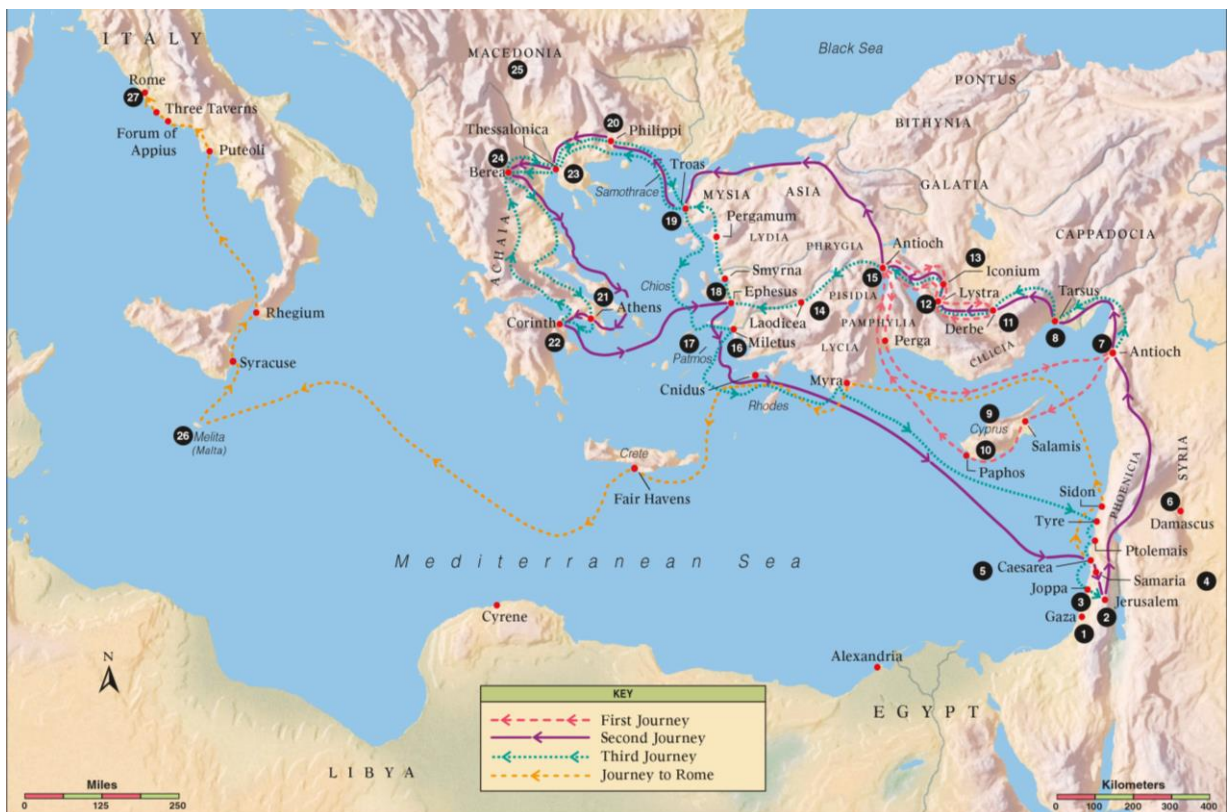 ITALY
Black Sea
MACEDONIA
25
PONTUS
Rome
27
Three Taverns
Forum of
Appius
Puteoli
20
Philippi
BITHYNIA
Thessalonica
24
Berea
23
Troas
Samothrace
19
MYSIA
ASIA
GALATIA
Pergamum
LYDIA
PHRYGIA
CAPPADOCIA
ACHAIA
Antioch
13
15
Iconium
Smyrna
Chios
18
Ephesus
PISIDIA
12
Lystra
Tarsus
21
Athens
Laodicea
14
PAMPHYLIA
Derbe
11
8
7
Rhegium
Corinth
22
17
16
Miletus
Patmos
LYCIA
Perga
CILICIA
Antioch
Syracuse
Cnidus
Rhodes
Myra
9
Cyprus
10
Salamis
26
Melita
(Malta)
Crete
Paphos
Fair Havens
SYRIA
PHOENICIA
Sidon
6
Damascus
Tyre
Ptolemais
Mediterranean Sea
5
Caesarea
Samaria
4
Joppa
3
Jerusalem
Cyrene
Gaza
2
1
Alexandria
N
EGYPT
KEY
First Journey
Second Journey
Third Journey
Journey to Rome
LIBYA
Miles
0 125 250
Kilometers
0 100 200 300 400